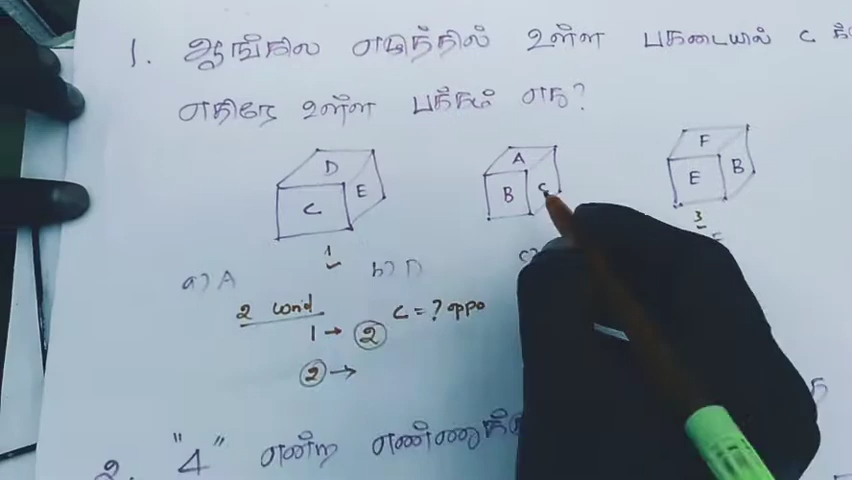 1. ஆங்கில எழுத்தில் உள்ள பகடையில் C
எதிரே உள்ள பக்கம் எது?
D
C E
A
B C
F
E B
1 3
a) A b) D
2 cond C = ? oppo
1 → 2
2 →
2. "4" என்ற